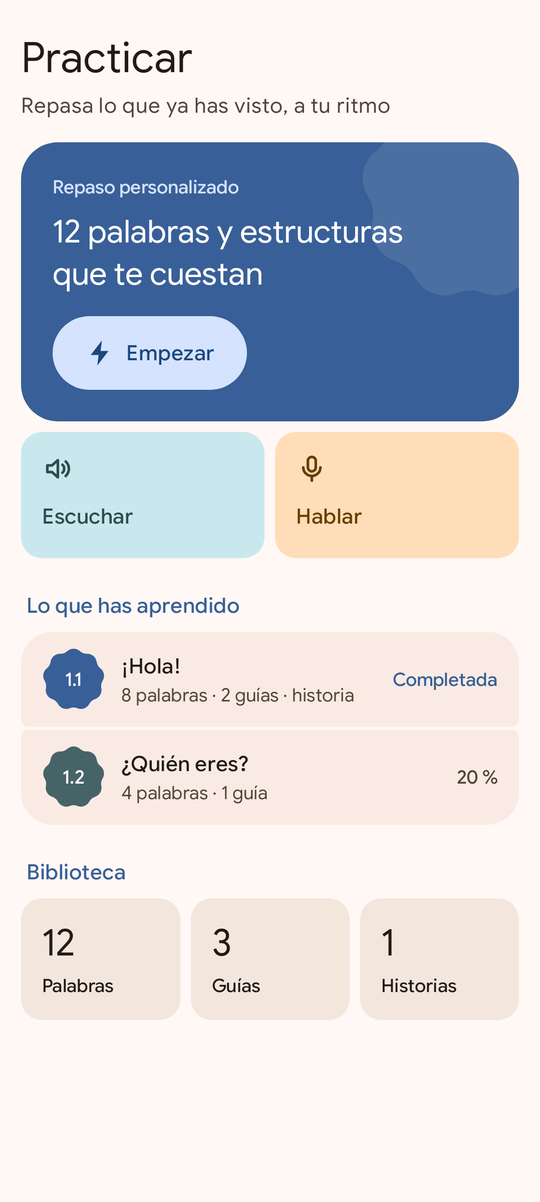 Practicar
Repasa lo que ya has visto, a tu ritmo
Repaso personalizado
12 palabras y estructuras
que te cuestan
Empezar
Escuchar
Hablar
Lo que has aprendido
1.1
¡Hola!
8 palabras · 2 guías · historia
Completada
1.2
¿Quién eres?
4 palabras · 1 guía
20 %
Biblioteca
12
Palabras
3
Guías
1
Historias